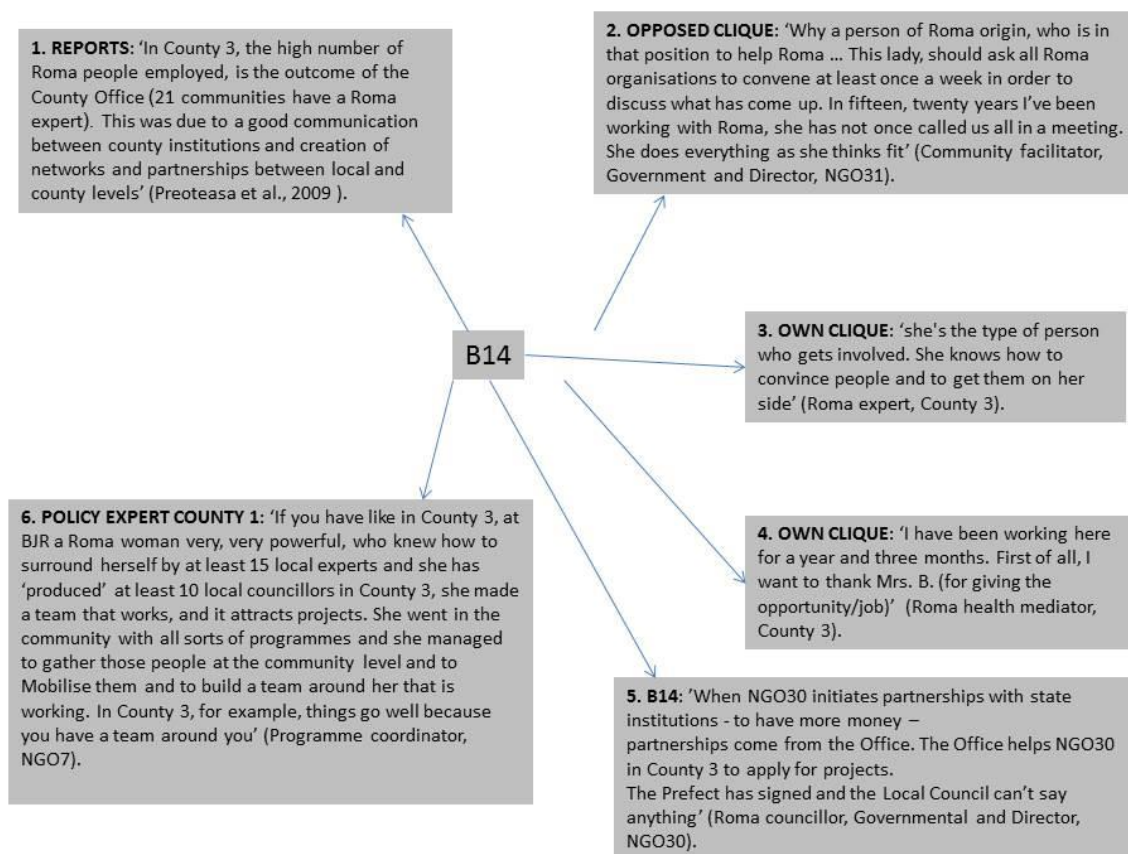 1. REPORTS: ‘In County 3, the high number of
Roma people employed, is the outcome of the
County Office (21 communities have a Roma
expert). This was due to a good communication
between county institutions and creation of
networks and partnerships between local and
county levels’ (Preoteasa et al., 2009 ).
2. OPPOSED CLIQUE: ‘Why a person of Roma origin, who is in
that position to help Roma ... This lady, should ask all Roma
organisations to convene at least once a week in order to
discuss what has come up. In fifteen, twenty years I’ve been
working with Roma, she has not once called us all in a meeting.
She does everything as she thinks fit’ (Community facilitator,
Government and Director, NGO31).
B14
3. OWN CLIQUE: ‘she's the type of person
who gets involved. She knows how to
convince people and to get them on her
side’ (Roma expert, County 3).
4. OWN CLIQUE: ‘I have been working here
for a year and three months. First of all, I
want to thank Mrs. B. (for giving the
opportunity/job)’ (Roma health mediator,
County 3).
5. B14: ’When NGO30 initiates partnerships with state
institutions - to have more money –
partnerships come from the Office. The Office helps NGO30
in County 3 to apply for projects.
The Prefect has signed and the Local Council can’t say
anything’ (Roma councillor, Governmental and Director,
NGO30).
6. POLICY EXPERT COUNTY 1: ‘If you have like in County 3, at
BJR a Roma woman very, very powerful, who knew how to
surround herself by at least 15 local experts and she has
‘produced’ at least 10 local councillors in County 3, she made
a team that works, and it attracts projects. She went in the
community with all sorts of programmes and she managed
to gather those people at the community level and to
Mobilise them and to build a team around her that is
working. In County 3, for example, things go well because
you have a team around you’ (Programme coordinator,
NGO7).